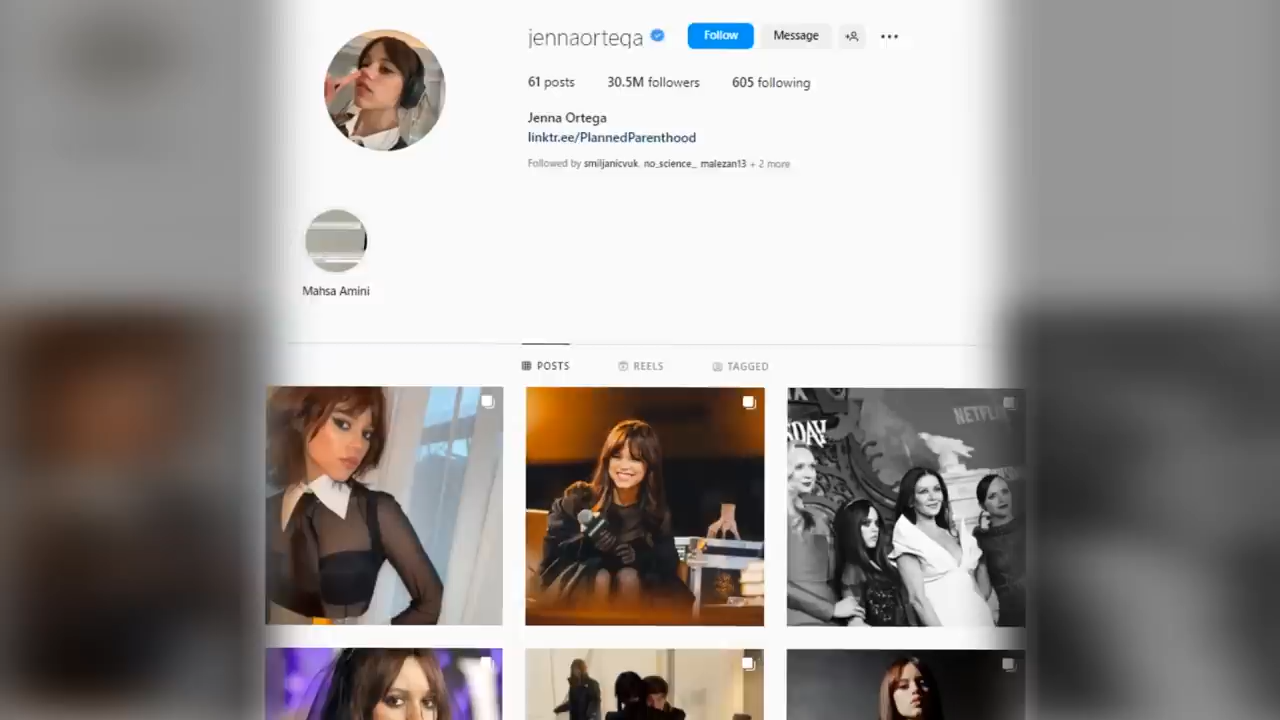 jennaortega
Follow
Message
61 posts
30.5M followers
605 following
Jenna Ortega
linktr.ee/PlannedParenthood
Followed by smiljanicvuk, no_science_, malezan13 + 2 more
Mahsa Amini
POSTS
REELS
TAGGED
NETFLIX
DAY